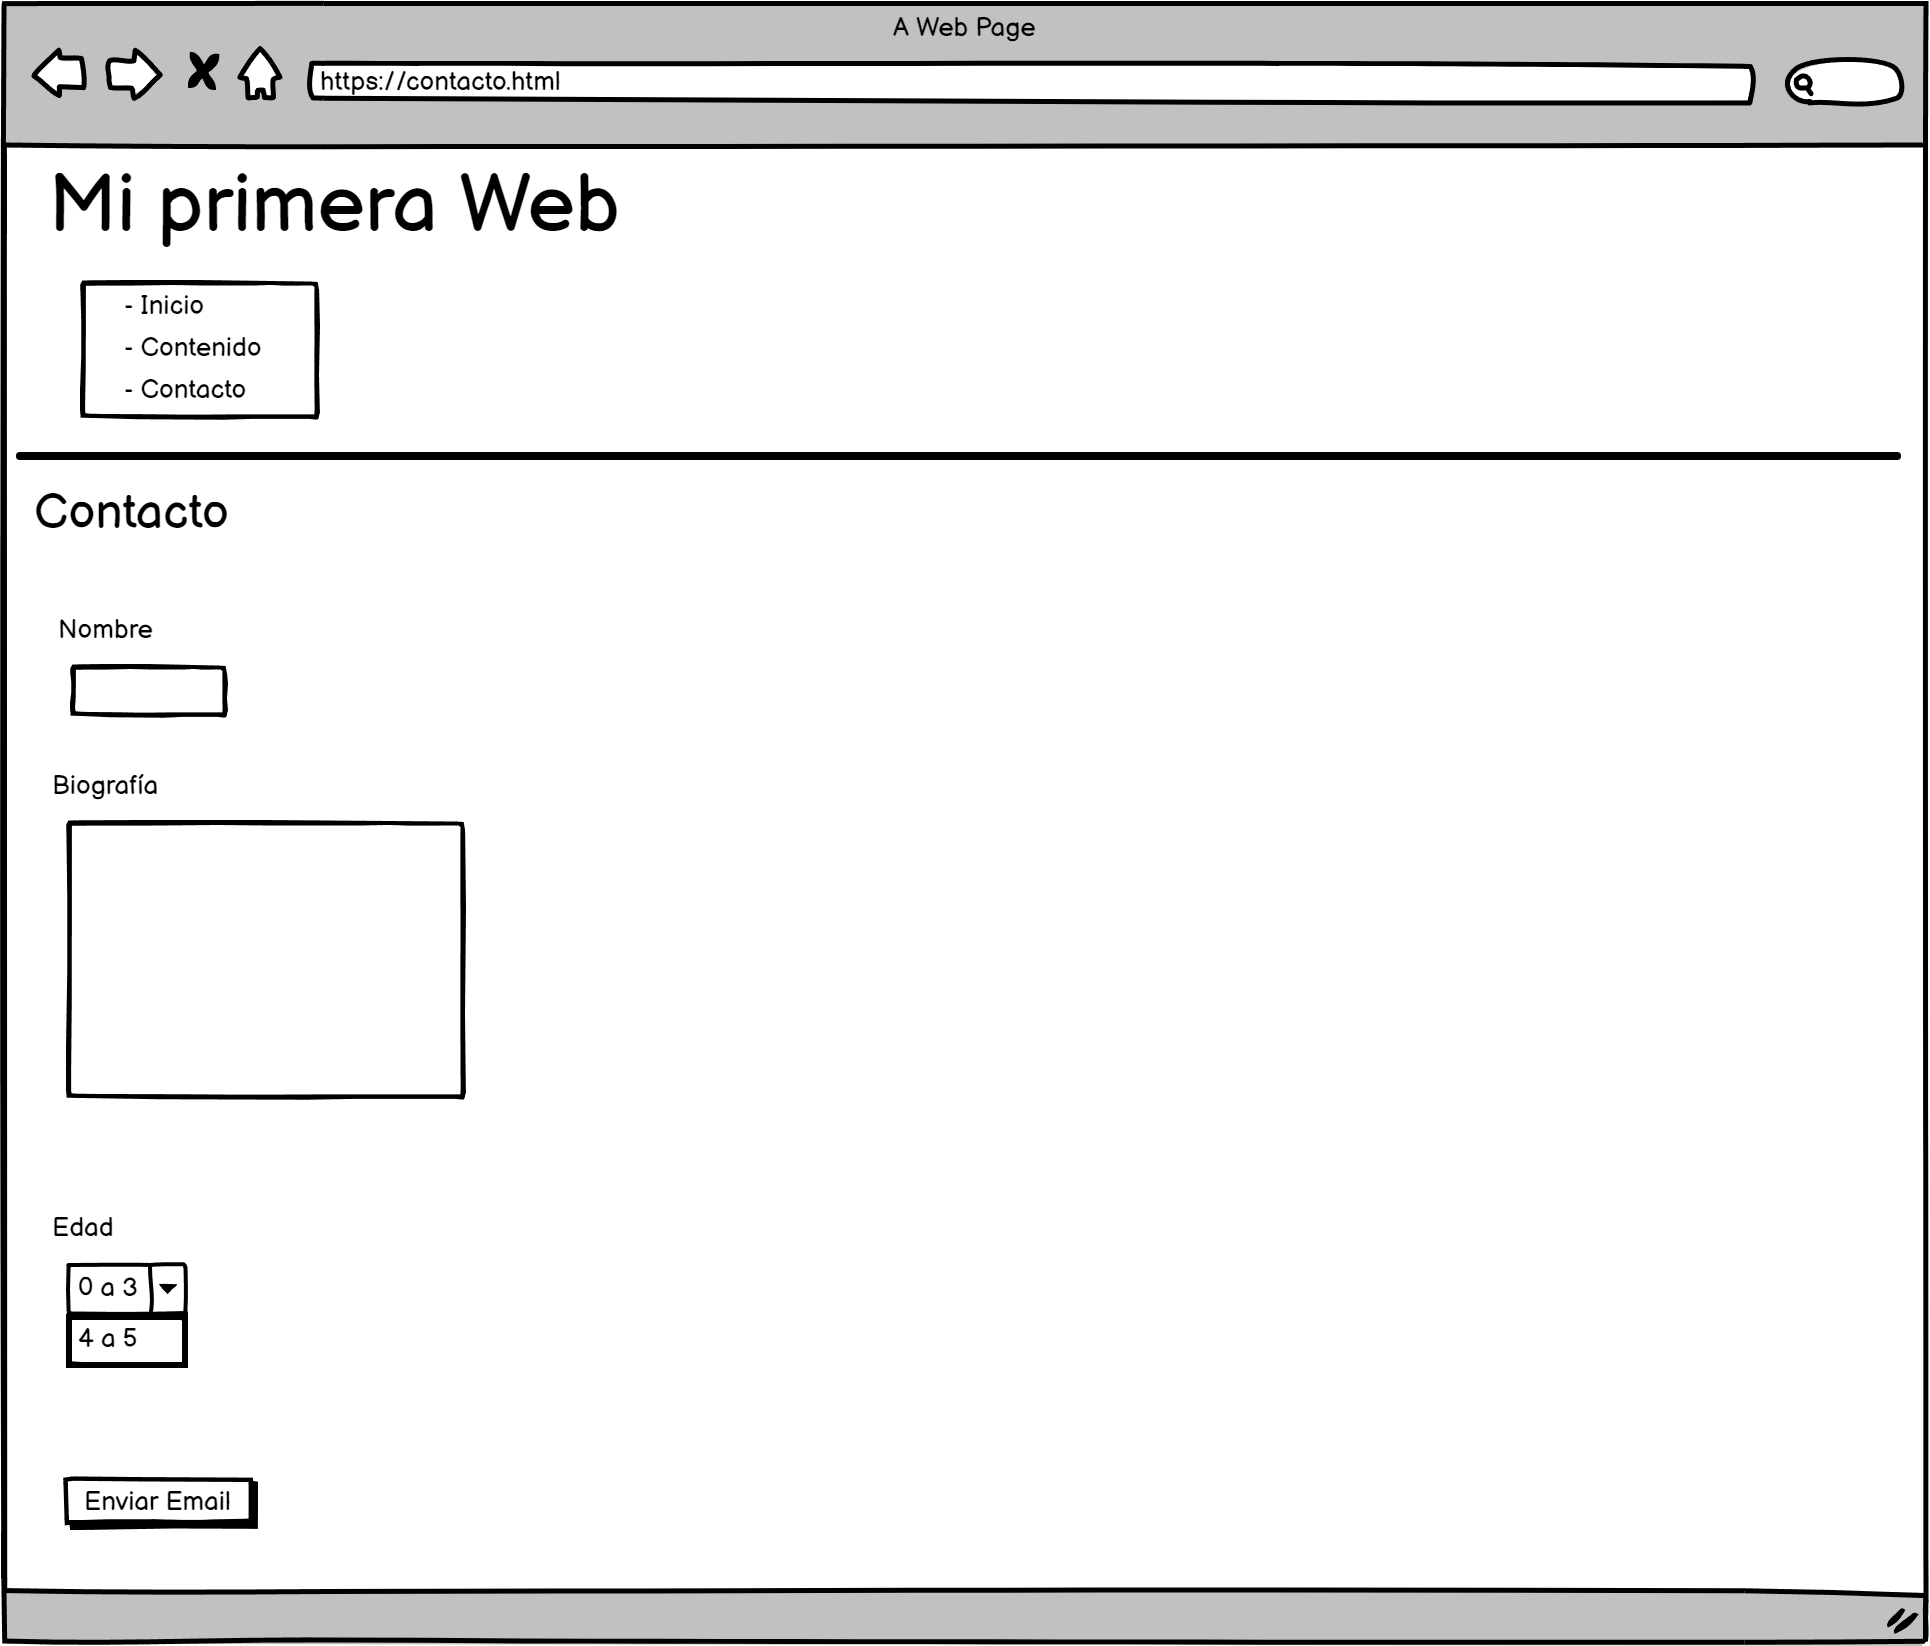 A Web Page
https://contacto.html
Mi primera Web
- Inicio
- Contenido
- Contacto
Contacto
Nombre
Biografía
Edad
0 a 3
4 a 5
Enviar Email